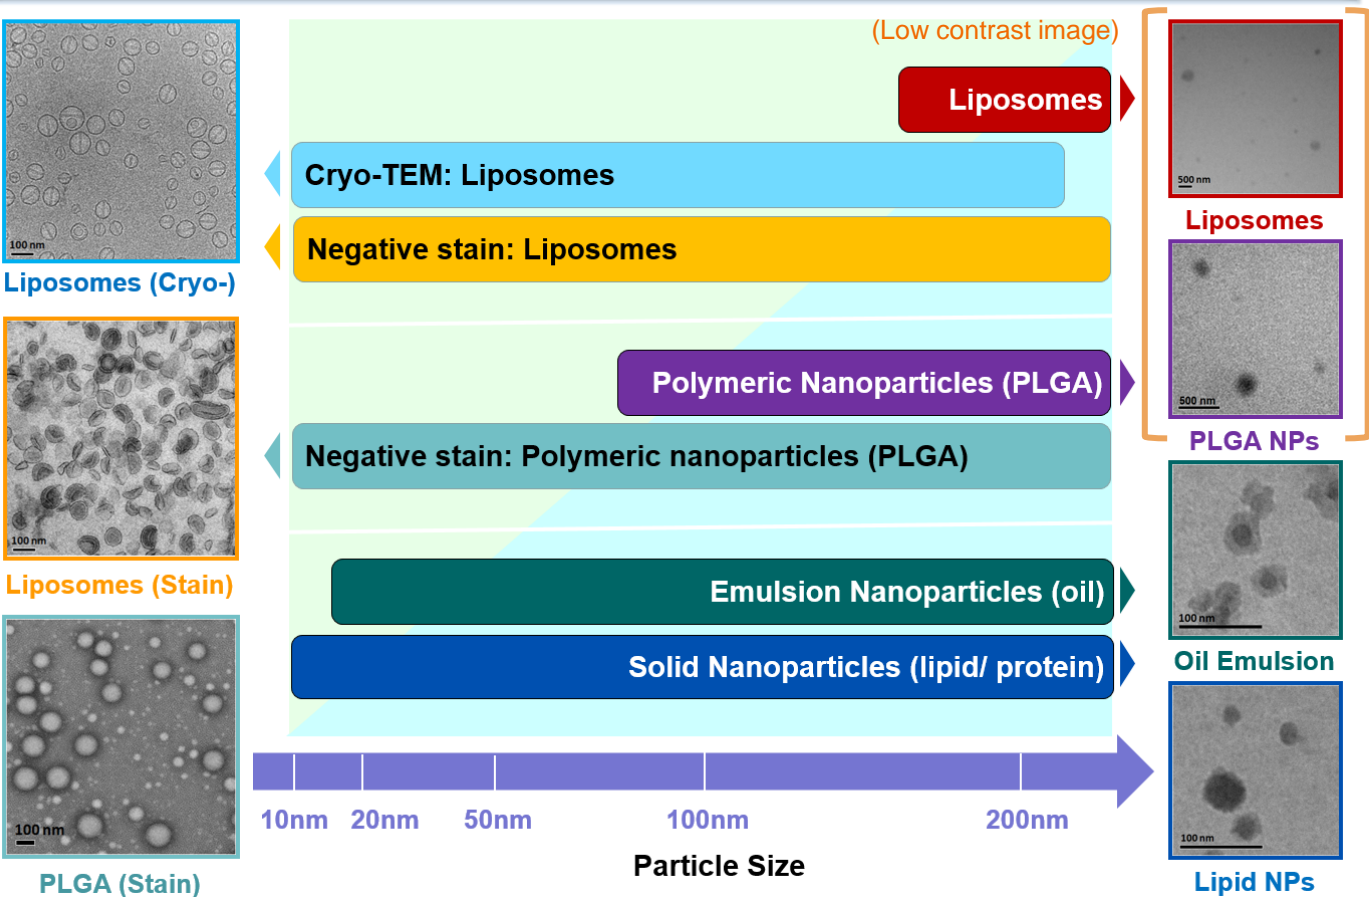 (Low contrast image)
Liposomes
Cryo-TEM: Liposomes
Negative stain: Liposomes
Polymeric Nanoparticles (PLGA)
Negative stain: Polymeric nanoparticles (PLGA)
Emulsion Nanoparticles (oil)
Solid Nanoparticles (lipid/ protein)
10nm 20nm 50nm 100nm 200nm
Particle Size
100 nm
Liposomes (Cryo-)
100 nm
Liposomes (Stain)
100 nm
PLGA (Stain)
500 nm
Liposomes
500 nm
PLGA NPs
100 nm
Oil Emulsion
100 nm
Lipid NPs